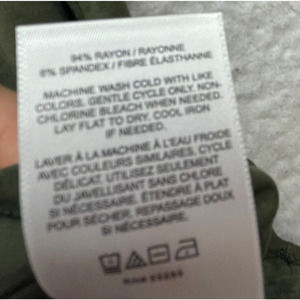 94% RAYON / RAYONNE
6% SPANDEX / FIBRE ÉLASTHANNE
MACHINE WASH COLD WITH LIKE
COLORS, GENTLE CYCLE ONLY. NON-
CHLORINE BLEACH WHEN NEEDED.
LAY FLAT TO DRY. COOL IRON
IF NEEDED.
LAVER À LA MACHINE À L'EAU FROIDE
AVEC COULEURS SIMILAIRES, CYCLE
DÉLICAT. UTILISEZ SEULEMENT
DU JAVELLISANT SANS CHLORE
SI NÉCESSAIRE. ÉTENDRE À PLAT
POUR SÉCHER. REPASSAGE DOUX
SI NÉCESSAIRE.